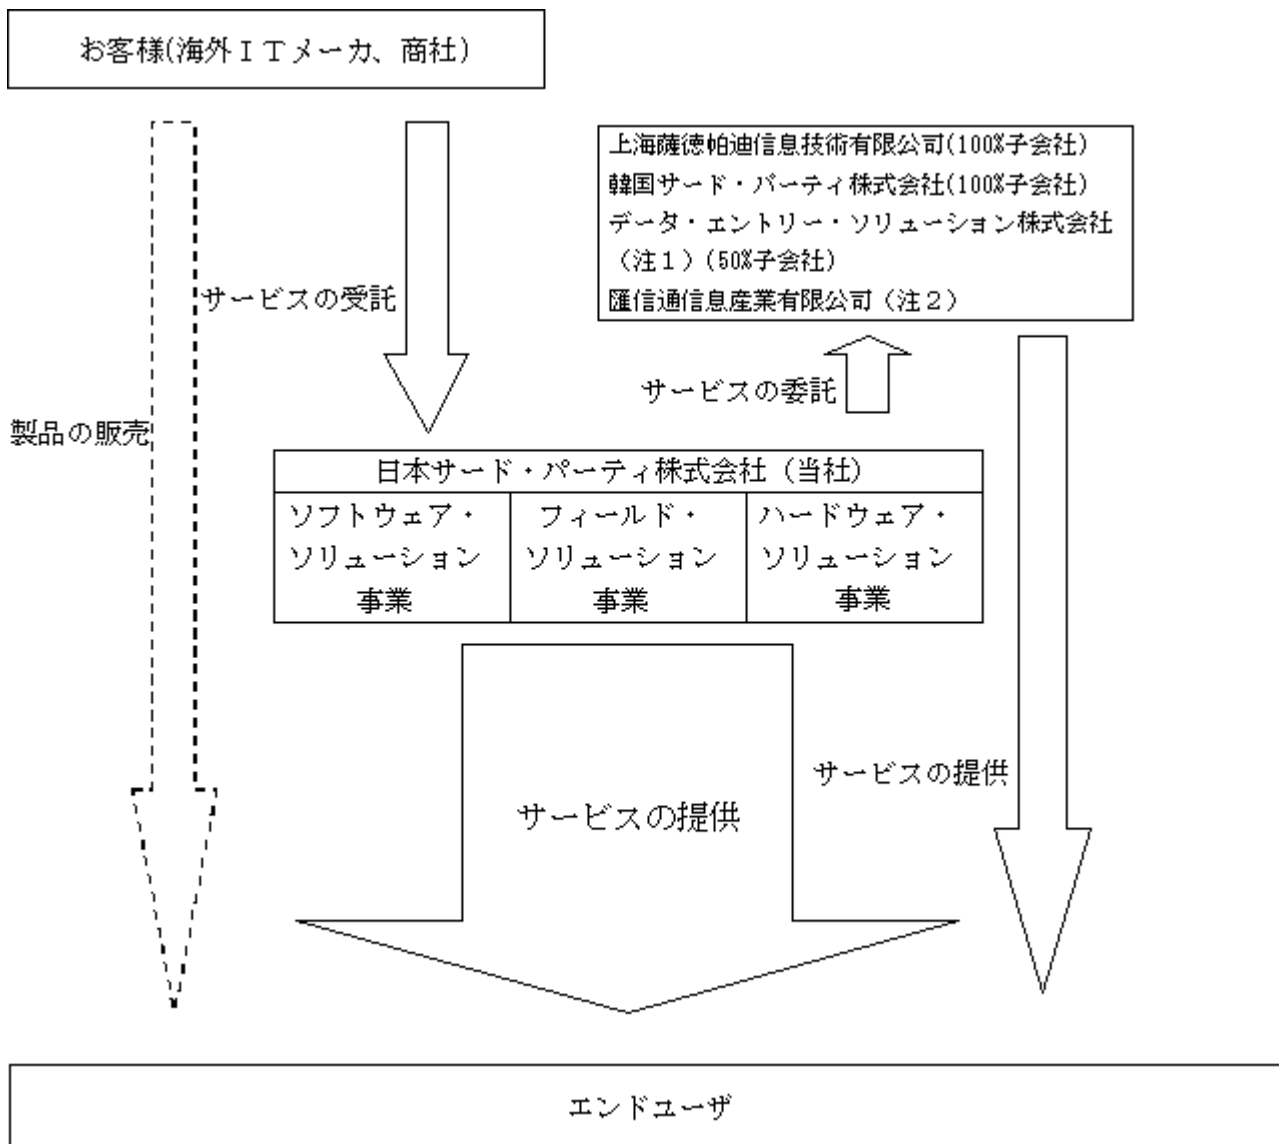 お客様(海外ＩＴメーカ、商社)
上海薩徳帕迪信息技術有限公司(100%子会社)
韓国サード・パーティ株式会社(100%子会社)
データ・エントリー・ソリューション株式会社
（注１）(50%子会社)
匯信通信息産業有限公司（注２）
サービスの受託
サービスの委託
製品の販売
日本サード・パーティ株式会社（当社）
ソフトウェア・
ソリューション
事業
フィールド・
ソリューション
事業
ハードウェア・
ソリューション
事業
サービスの提供
サービスの提供
エンドユーザ